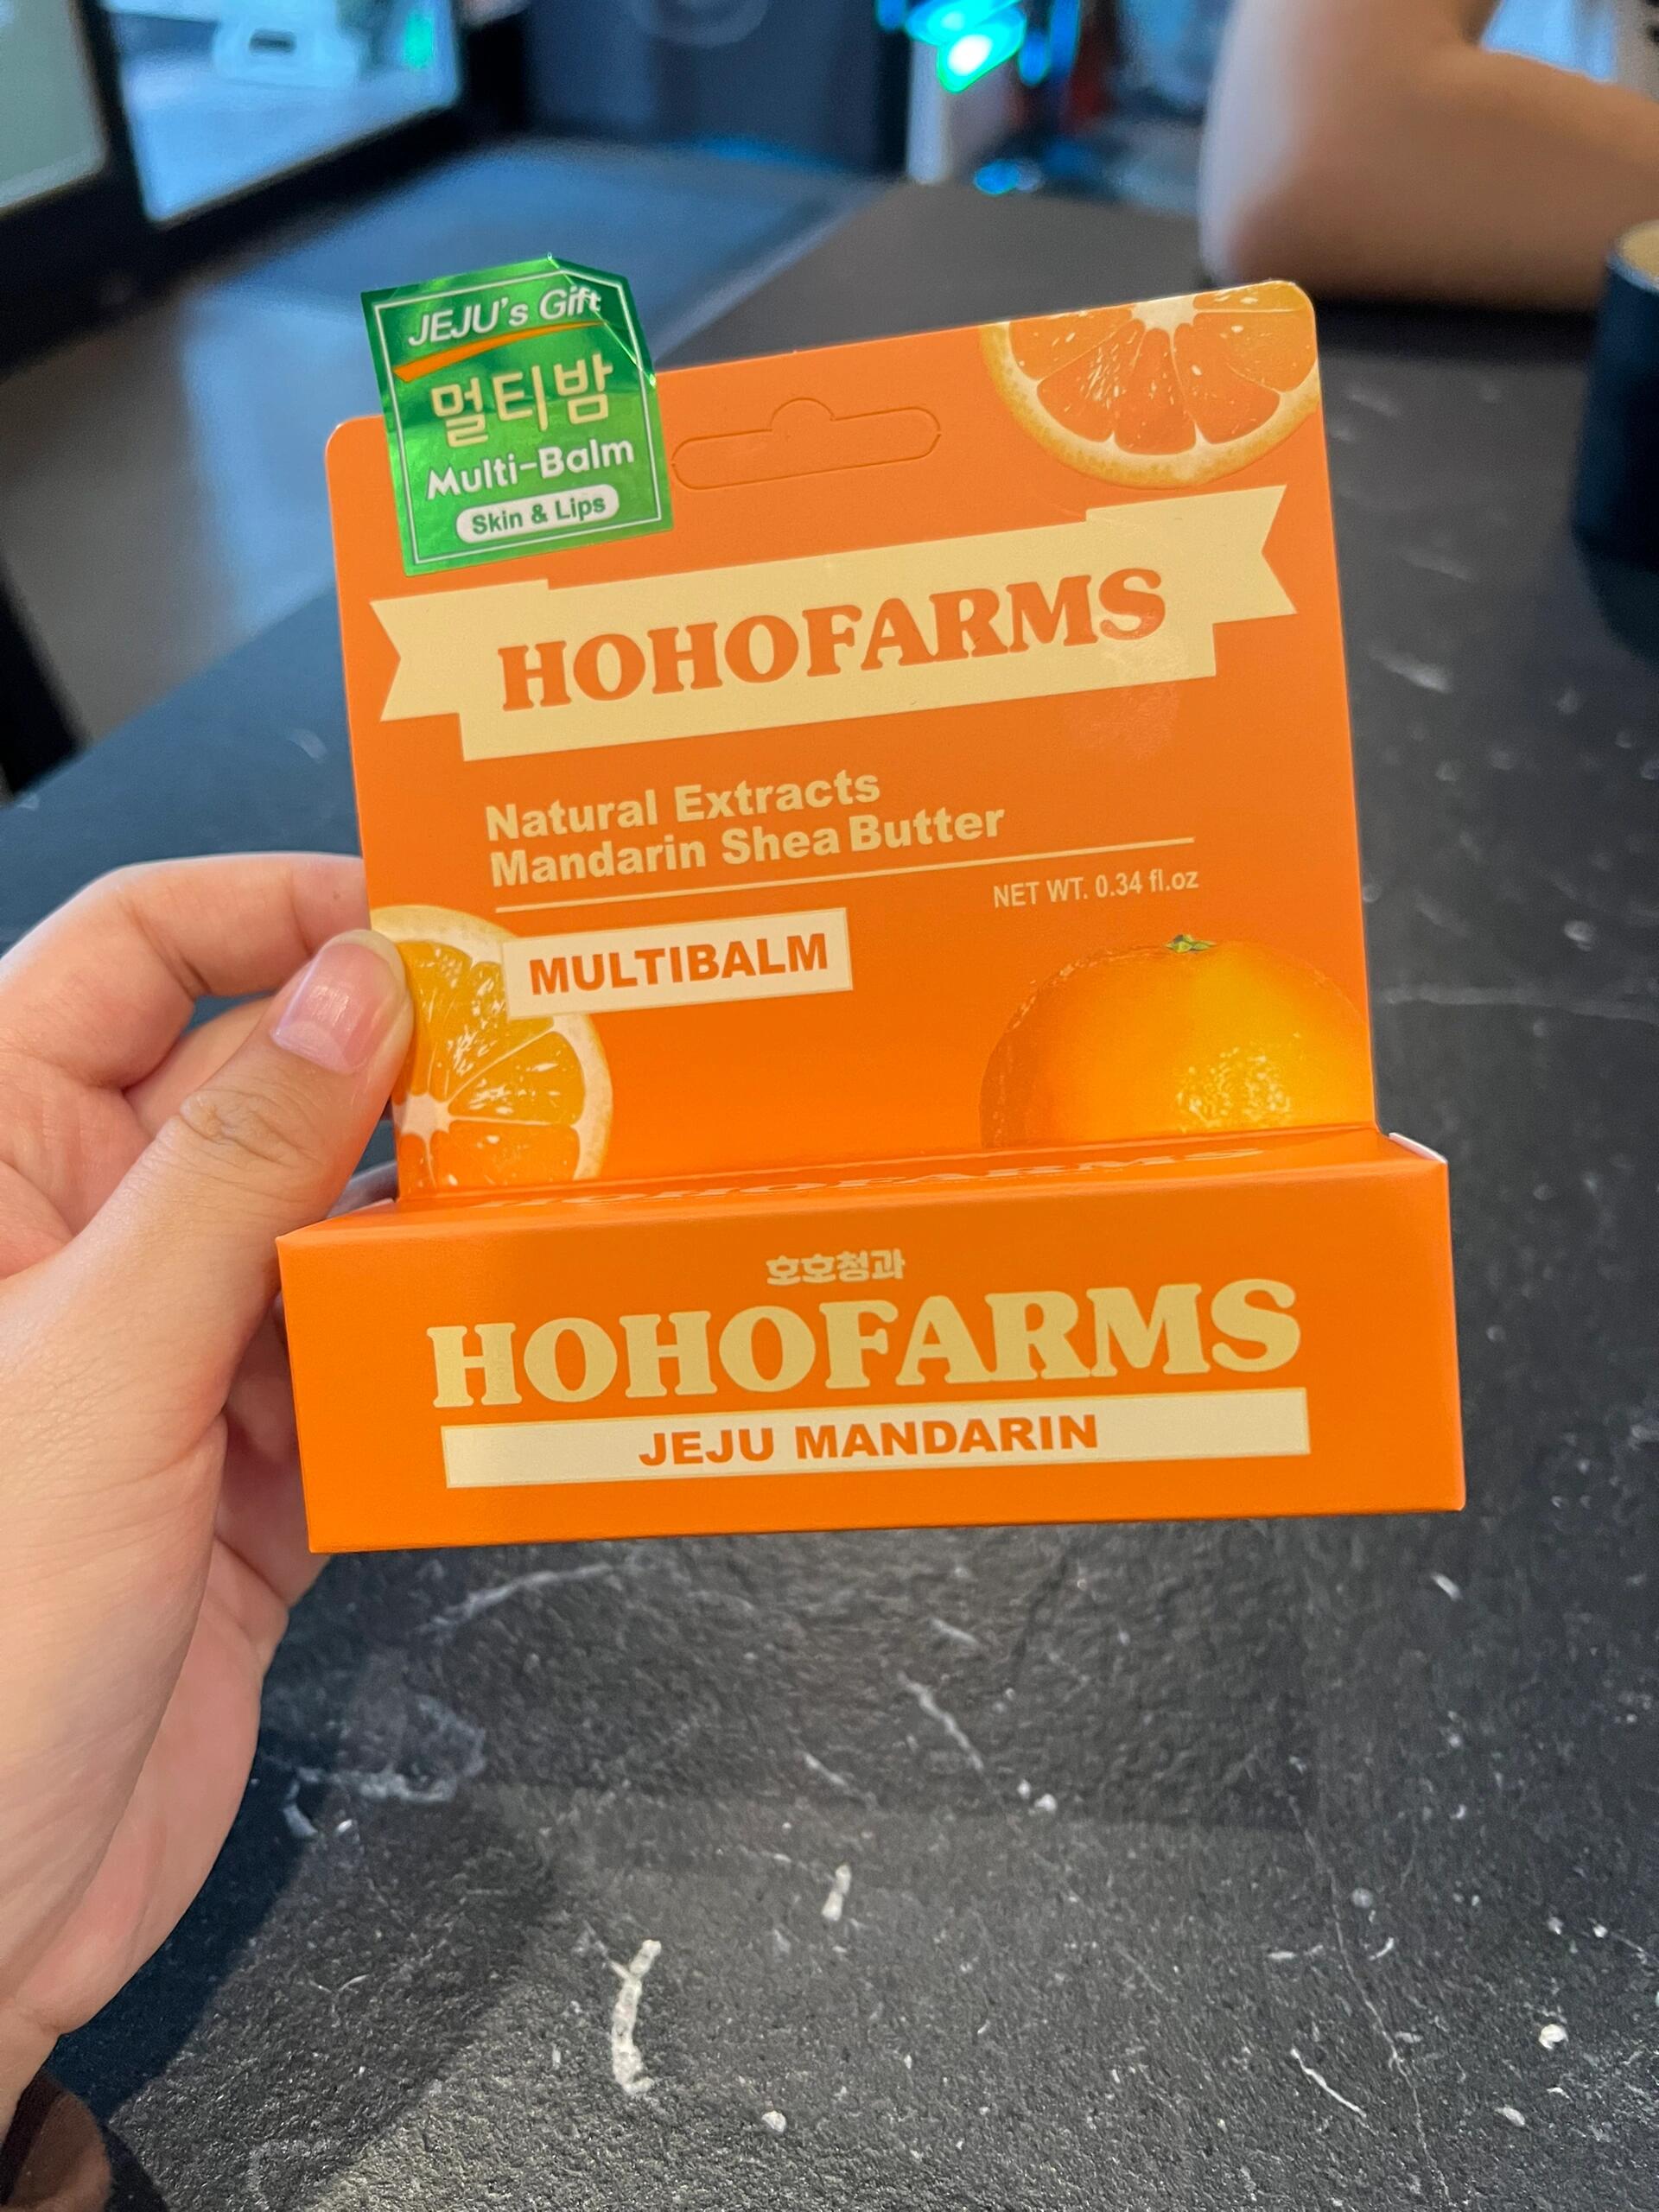 JEJU's Gift
멀티밤
Multi-Balm
Skin & Lips
HOHOFARMS
Natural Extracts
Mandarin Shea Butter
NET WT. 0.34 fl.oz
MULTIBALM
HOHOFARMS
호호청과
HOHOFARMS
JEJU MANDARIN